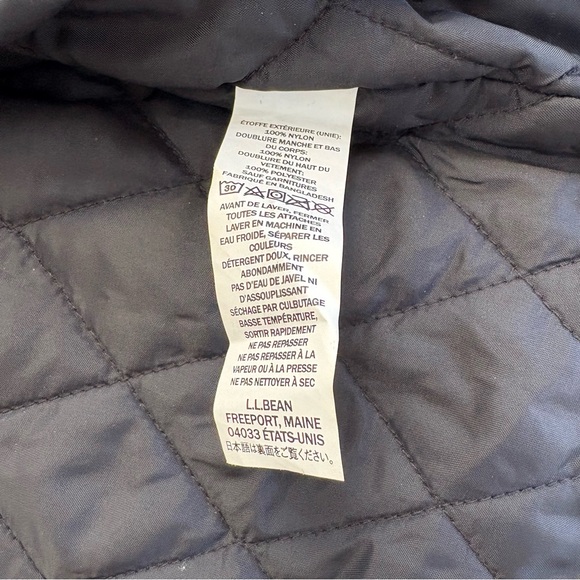 ÉTOFFE EXTÉRIEURE (UNIE):
100% NYLON
DOUBLURE MANCHE ET BAS
DU CORPS:
100% NYLON
DOUBLURE DU HAUT DU
VETEMENT:
100% POLYESTER
SAUF GARNITURES
FABRIQUÉ EN BANGLADESH
30
AVANT DE LAVER, FERMER
TOUTES LES ATTACHES
LAVER EN MACHINE EN
EAU FROIDE, SÉPARER LES
COULEURS
DÉTERGENT DOUX, RINCER
ABONDAMMENT
PAS D'EAU DE JAVEL NI
D'ASSOUPLISSANT
SÉCHAGE PAR CULBUTAGE
BASSE TEMPÉRATURE,
SORTIR RAPIDEMENT
NE PAS REPASSER
NE PAS REPASSER À LA
VAPEUR OU À LA PRESSE
NE PAS NETTOYER À SEC
L.L.BEAN
FREEPORT, MAINE
04033 ÉTATS-UNIS
日本語は裏面をご覧ください。